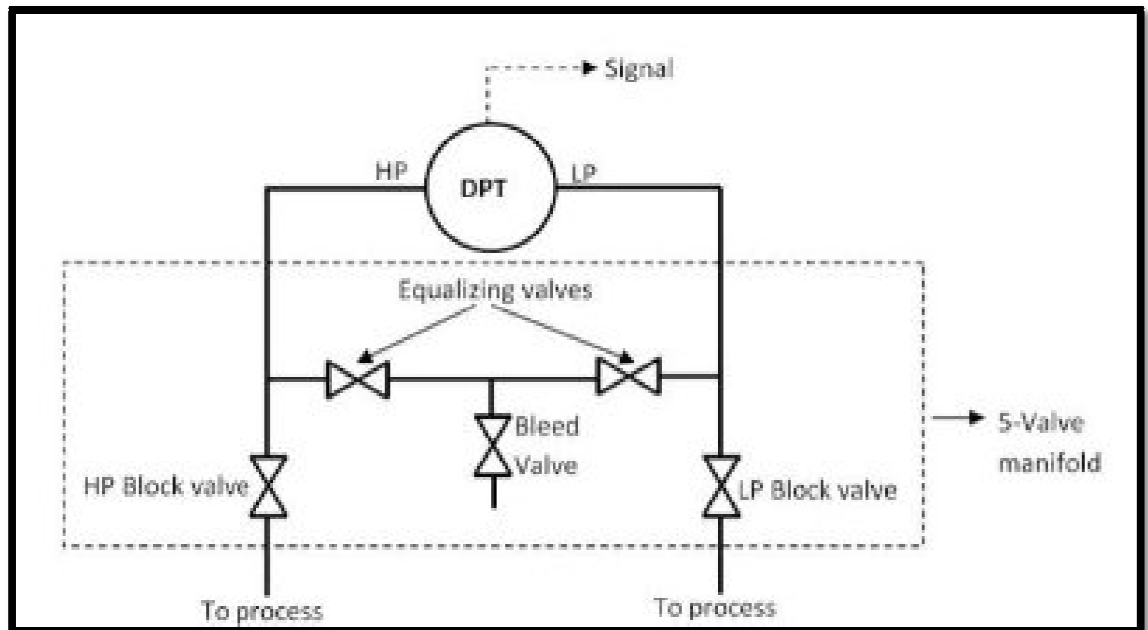 Signal
HP
DPT
LP
Equalizing valves
Bleed
Valve
HP Block valve
LP Block valve
5-Valve
manifold
To process
To process